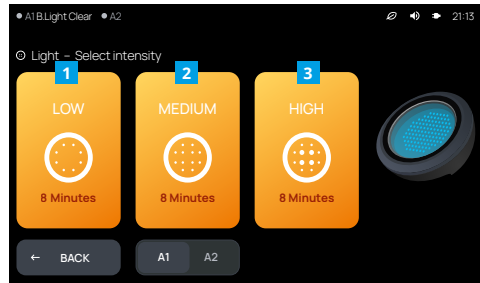 A1 B.Light Clear A2 21:13
Light – Select intensity
1 2 3
LOW MEDIUM HIGH
8 Minutes 8 Minutes 8 Minutes
← BACK A1 A2